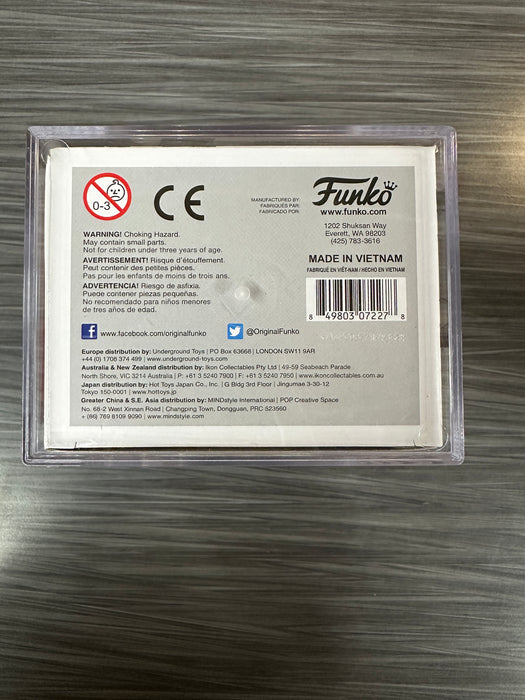 0-3
CE
MANUFACTURED BY:
FABRIQUÉ PAR:
FABRICADO POR:
Funko
www.funko.com
1202 Shuksan Way
Everett, WA 98203
(425) 783-3616
WARNING! Choking Hazard.
May contain small parts.
Not for children under three years of age.
AVERTISSEMENT! Risque d'étouffement.
Peut contenir des petites pièces.
Pas pour les enfants de moins de trois ans.
ADVERTENCIA! Riesgo de asfixia.
Puede contener piezas pequeñas.
No recomendado para niños menores
de tres años de edad.
MADE IN VIETNAM
FABRIQUÉ EN VIÊT-NAM / HECHO EN VIETNAM
8 49803 07227 8
www.facebook.com/originalfunko
@OriginalFunko
Europe distribution by: Underground Toys | PO Box 63668 | LONDON SW11 9AR
+44 (0) 1708 374 499 | www.underground-toys.com
Australia & New Zealand distribution by: Ikon Collectables Pty Ltd | 49-59 Seabeach Parade
North Shore, VIC 3214 Australia | P: +61 3 5240 7900 | F: +61 3 5240 7950 | www.ikoncollectables.com.au
Japan distribution by: Hot Toys Japan Co., Inc. | G Bldg 3rd Floor | Jingumae 3-30-12
Tokyo 150-0001 | www.hottoys.jp
Greater China & S.E. Asia distribution by: MINDstyle International | POP Creative Space
No. 68-2 West Xinnan Road | Changping Town, Dongguan, PRC 523560
+ (86) 769 8109 9090 | www.mindstyle.com